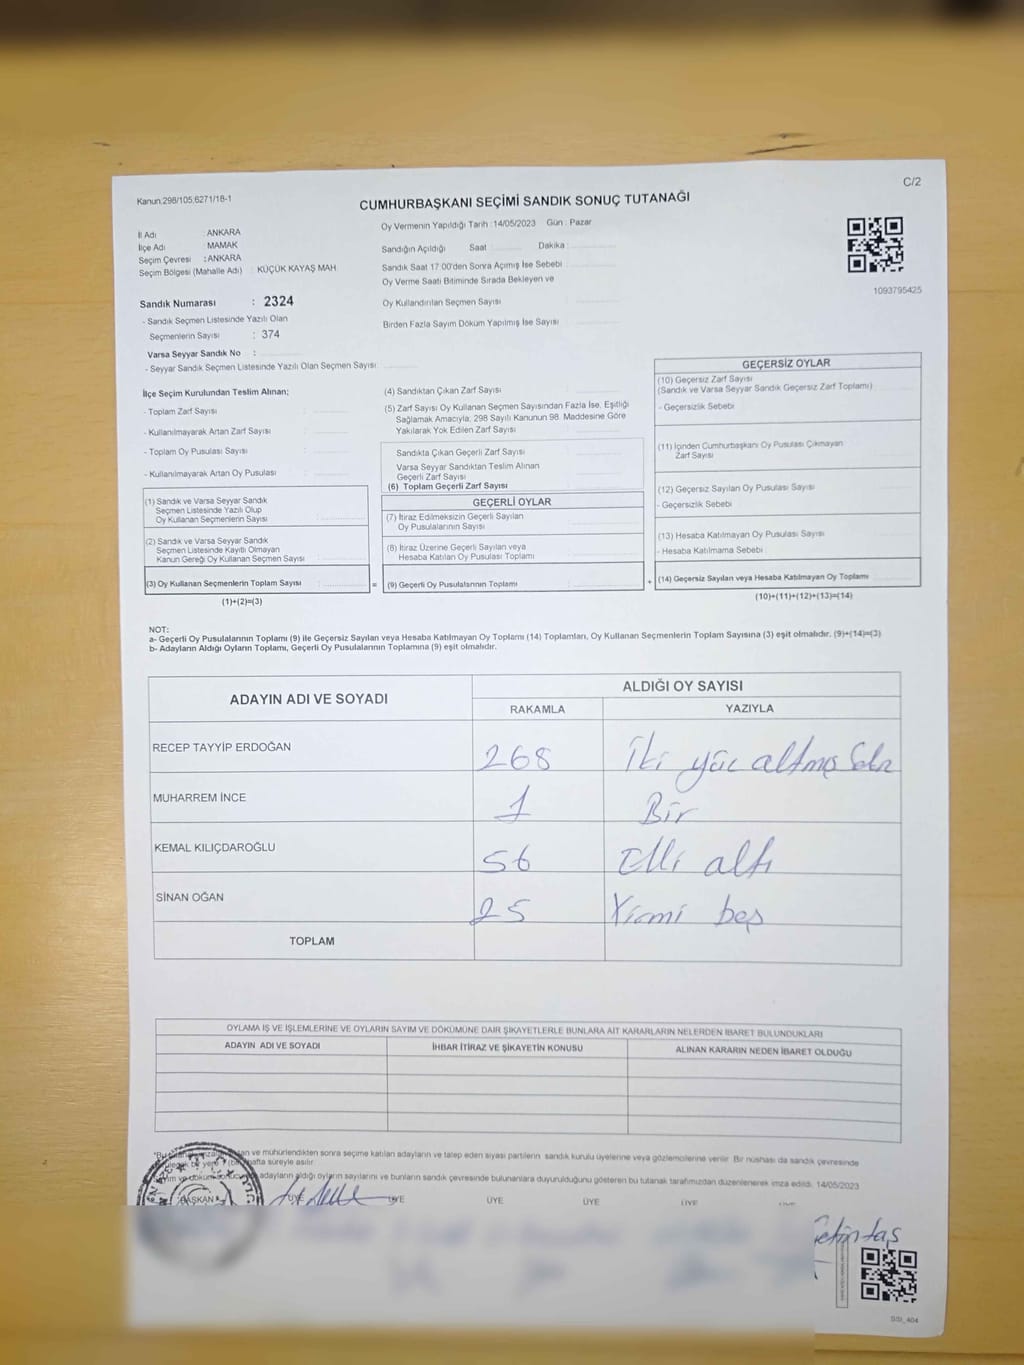 C/2
Kanun.298/105,6271/18-1
CUMHURBAŞKANI SEÇİMİ SANDIK SONUÇ TUTANAĞI
İl Adı : ANKARA
İlçe Adı : MAMAK
Seçim Çevresi : ANKARA
Seçim Bölgesi (Mahalle Adı) : KÜÇÜK KAYAŞ MAH
Sandık Numarası : 2324
- Sandık Seçmen Listesinde Yazılı Olan
Seçmenlerin Sayısı : 374
Varsa Seyyar Sandık No :
- Seyyar Sandık Seçmen Listesinde Yazılı Olan Seçmen Sayısı :
Oy Vermenin Yapıldığı Tarih : 14/05/2023 Gün : Pazar
Sandığın Açıldığı Saat Dakika :
Sandık Saat 17:00'den Sonra Açımış İse Sebebi
Oy Verme Saati Bitiminde Sırada Bekleyen ve
Oy Kullandırılan Seçmen Sayısı
Birden Fazla Sayım Döküm Yapılmış İse Sayısı
1093795425
İlçe Seçim Kurulundan Teslim Alınan;
- Toplam Zarf Sayısı
- Kullanılmayarak Artan Zarf Sayısı
- Toplam Oy Pusulası Sayısı
- Kullanılmayarak Artan Oy Pusulası
(1) Sandık ve Varsa Seyyar Sandık
Seçmen Listesinde Yazılı Olup
Oy Kullanan Seçmenlerin Sayısı
(2) Sandık ve Varsa Seyyar Sandık
Seçmen Listesinde Kayıtlı Olmayan
Kanun Gereği Oy Kullanan Seçmen Sayısı
(3) Oy Kullanan Seçmenlerin Toplam Sayısı
(1)+(2)=(3)
(4) Sandıktan Çıkan Zarf Sayısı
(5) Zarf Sayısı Oy Kullanan Seçmen Sayısından Fazla İse, Eşitliği
Sağlamak Amacıyla, 298 Sayılı Kanunun 98. Maddesine Göre
Yakılarak Yok Edilen Zarf Sayısı
Sandıkta Çıkan Geçerli Zarf Sayısı
Varsa Seyyar Sandıktan Teslim Alınan
Geçerli Zarf Sayısı
(6) Toplam Geçerli Zarf Sayısı
GEÇERLİ OYLAR
(7) İtiraz Edilmeksizin Geçerli Sayılan
Oy Pusulalarının Sayısı
(8) İtiraz Üzerine Geçerli Sayılan veya
Hesaba Katılan Oy Pusulası Toplamı
= (9) Geçerli Oy Pusulalarının Toplamı
GEÇERSİZ OYLAR
(10) Geçersiz Zarf Sayısı
(Sandık ve Varsa Seyyar Sandık Geçersiz Zarf Toplamı)
- Geçersizlik Sebebi
(11) İçinden Cumhurbaşkanı Oy Pusulası Çıkmayan
Zarf Sayısı
(12) Geçersiz Sayılan Oy Pusulası Sayısı
- Geçersizlik Sebebi
(13) Hesaba Katılmayan Oy Pusulası Sayısı
- Hesaba Katılmama Sebebi
+ (14) Geçersiz Sayılan veya Hesaba Katılmayan Oy Toplamı
(10)+(11)+(12)+(13)=(14)
NOT:
a- Geçerli Oy Pusulalarının Toplamı (9) ile Geçersiz Sayılan veya Hesaba Katılmayan Oy Toplamı (14) Toplamları, Oy Kullanan Seçmenlerin Toplam Sayısına (3) eşit olmalıdır. (9)+(14)=(3)
b- Adayların Aldığı Oyların Toplamı, Geçerli Oy Pusulalarının Toplamına (9) eşit olmalıdır.
ADAYIN ADI VE SOYADI ALDIĞI OY SAYISI
RAKAMLA YAZIYLA
RECEP TAYYİP ERDOĞAN 268 İki yüz altmış
MUHARREM İNCE 1 Bir
KEMAL KILIÇDAROĞLU 56 Elli altı
SİNAN OĞAN 25 Yirmi beş
TOPLAM
OYLAMA İŞ VE İŞLEMLERİNE VE OYLARIN SAYIM VE DÖKÜMÜNE DAİR ŞİKAYETLERLE BUNLARA AİT KARARLARIN NELERDEN İBARET BULUNDUKLARI
ADAYIN ADI VE SOYADI İHBAR İTİRAZ VE ŞİKAYETİN KONUSU ALINAN KARARIN NEDEN İBARET OLDUĞU
ve mühürlendikten sonra seçime katılan adayların ve talep eden siyasi partilerin sandık kurulu üyelerine veya gözlemcilerine verilir. Bir nüshası da sandık çevresinde
hafta süreyle asılır.
adayların aldığı oyların sayılarını ve bunların sandık çevresinde bulunanlara duyurulduğunu gösteren bu tutanak tarafımızdan düzenlenerek imza edildi. 14/05/2023
BAŞKAN ÜYE ÜYE ÜYE ÜYE ÜYE
Çetintaş